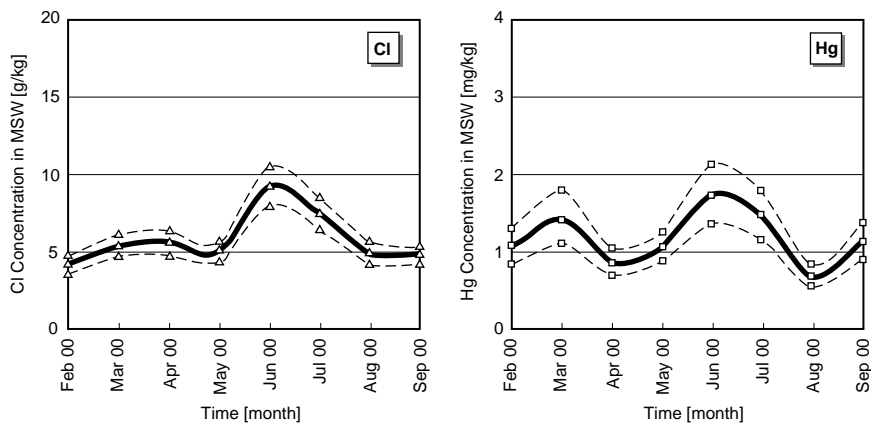 Cl Concentration in MSW [g/kg]
20
15
10
5
0
Cl
Feb 00
Mar 00
Apr 00
May 00
Jun 00
Jul 00
Aug 00
Sep 00
Time [month]
Hg Concentration in MSW [mg/kg]
4
3
2
1
0
Hg
Feb 00
Mar 00
Apr 00
May 00
Jun 00
Jul 00
Aug 00
Sep 00
Time [month]